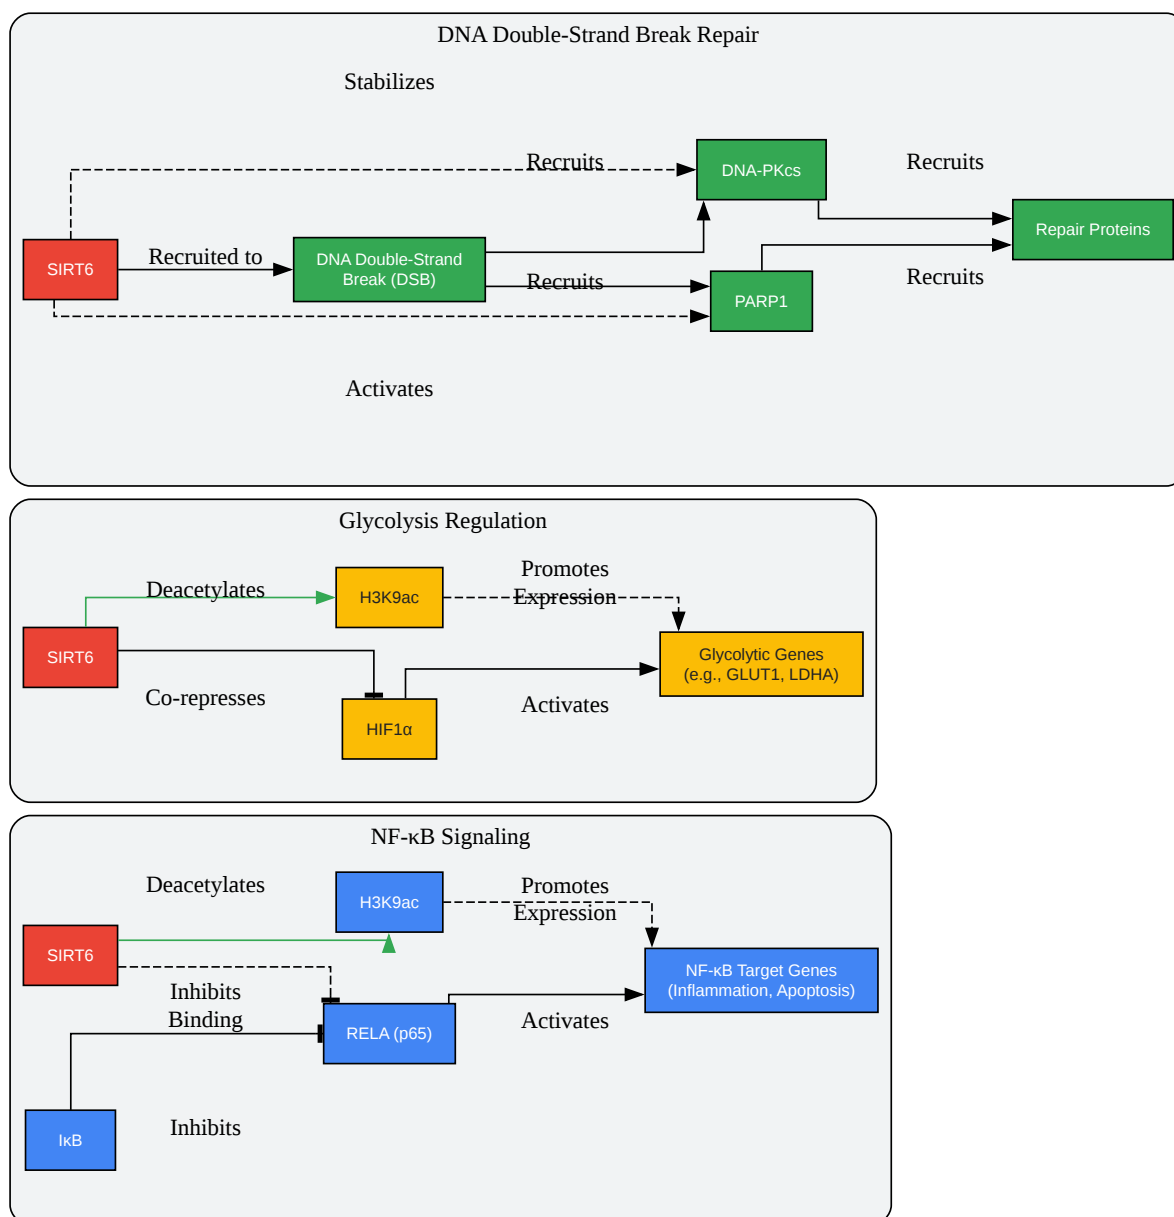 DNA Double-Strand Break Repair
Stabilizes
Recruits
DNA-PKcs
Recruits
SIRT6
Recruited to
DNA Double-Strand
Break (DSB)
Recruits
PARP1
Repair Proteins
Recruits
Activates
Glycolysis Regulation
Deacetylates
H3K9ac
Promotes
Expression
SIRT6
Co-represses
HIF1α
Activates
Glycolytic Genes
(e.g., GLUT1, LDHA)
NF-κB Signaling
Deacetylates
H3K9ac
Promotes
Expression
SIRT6
Inhibits
Binding
RELA (p65)
Activates
NF-κB Target Genes
(Inflammation, Apoptosis)
IκB
Inhibits